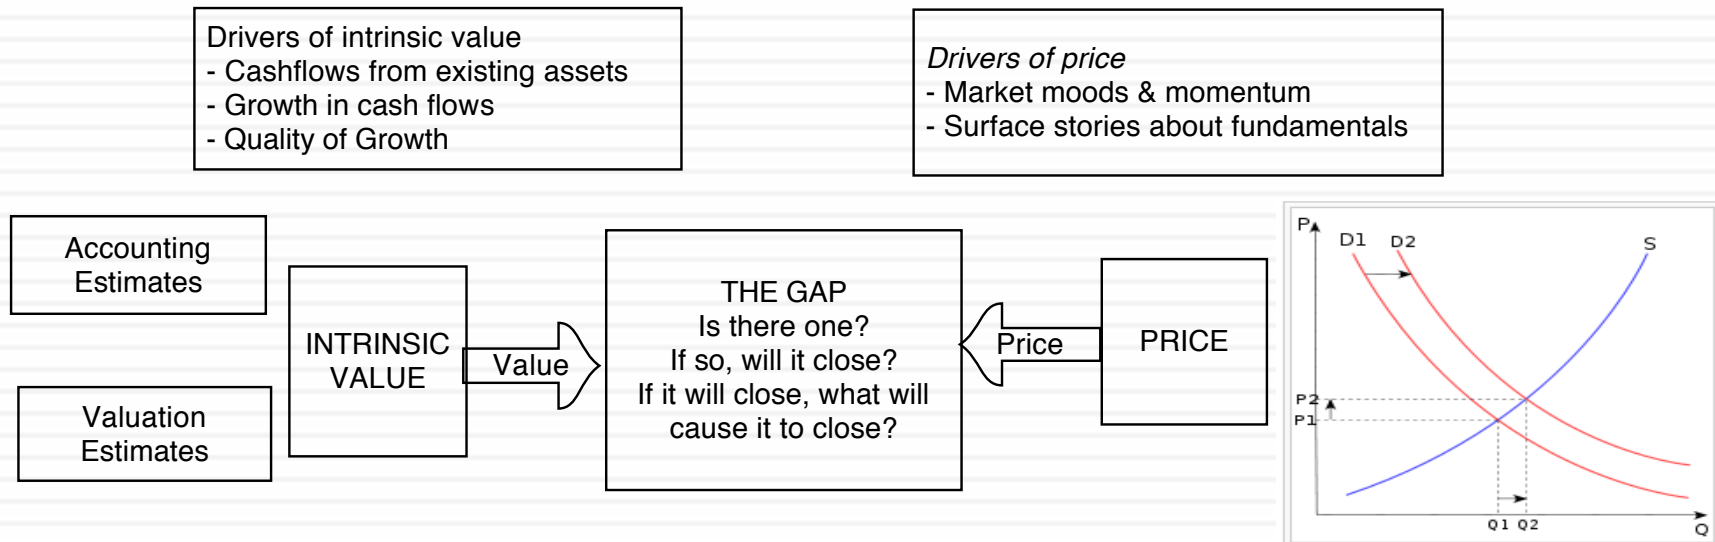 Drivers of intrinsic value
- Cashflows from existing assets
- Growth in cash flows
- Quality of Growth
Drivers of price
- Market moods & momentum
- Surface stories about fundamentals
Accounting
Estimates
Valuation
Estimates
INTRINSIC
VALUE
Value
THE GAP
Is there one?
If so, will it close?
If it will close, what will
cause it to close?
Price
PRICE
P
D1
D2
S
P2
P1
Q1
Q2
Q